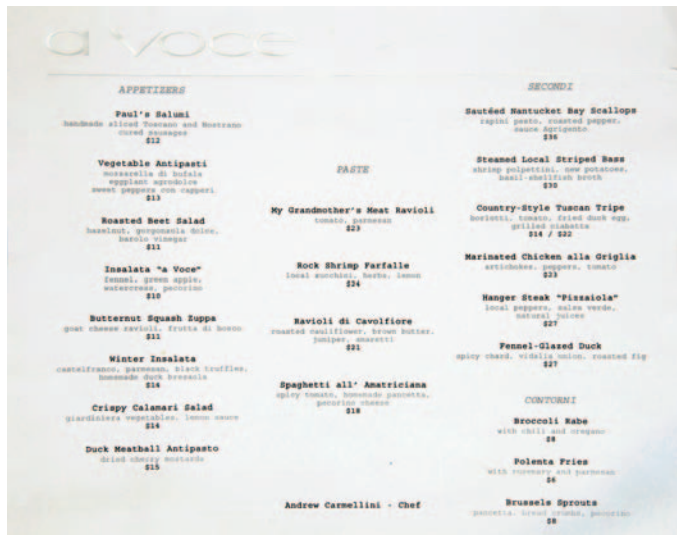 a voce
APPETIZERS
Paul's Salumi
handmade sliced Toscano and Nostrano
cured sausages
$12
Vegetable Antipasti
mozzarella di bufala
eggplant agrodolce
sweet peppers con capperi
$13
Roasted Beet Salad
hazelnut, gorgonzola dolce,
barolo vinegar
$11
Insalata "a Voce"
fennel, green apple,
watercress, pecorino
$10
Butternut Squash Zuppa
goat cheese ravioli, frutta di bosco
$11
Winter Insalata
castelfranco, parmesan, black truffles,
homemade duck bresaola
$16
Crispy Calamari Salad
giardiniera vegetables, lemon sauce
$14
Duck Meatball Antipasto
dried cherry mostarda
$15
PASTE
My Grandmother's Meat Ravioli
tomato, parmesan
$23
Rock Shrimp Farfalle
local zucchini, herbs, lemon
$24
Ravioli di Cavolfiore
roasted cauliflower, brown butter,
juniper, amaretti
$21
Spaghetti all' Amatriciana
spicy tomato, homemade pancetta,
pecorino cheese
$18
Andrew Carmellini - Chef
SECONDI
Sautéed Nantucket Bay Scallops
rapini pesto, roasted pepper,
sauce Agrigento
$36
Steamed Local Striped Bass
shrimp polpettini, new potatoes,
basil-shellfish broth
$30
Country-Style Tuscan Tripe
borlotti, tomato, fried duck egg,
grilled ciabatta
$14 / $22
Marinated Chicken alla Griglia
artichokes, peppers, tomato
$23
Hanger Steak "Pizzaiola"
local peppers, salsa verde,
natural juices
$27
Fennel-Glazed Duck
spicy chard, vidalia onion, roasted fig
$27
CONTORNI
Broccoli Rabe
with chili and oregano
$8
Polenta Fries
with rosemary and parmesan
$6
Brussels Sprouts
pancetta, bread crumbs, pecorino
$8